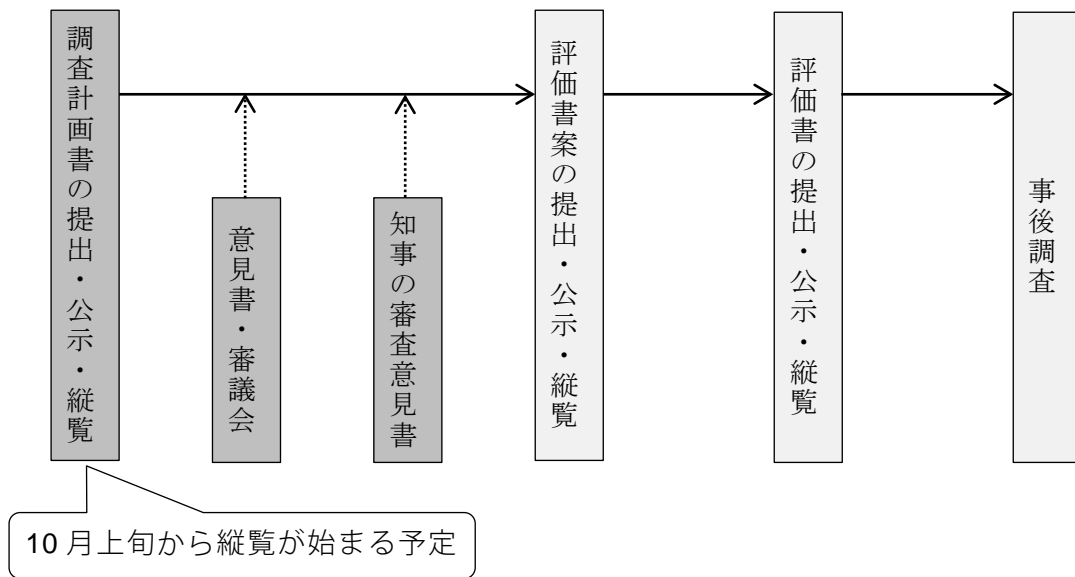 調査計画書の提出・公示・縦覧
意見書・審議会
知事の審査意見書
評価書案の提出・公示・縦覧
評価書の提出・公示・縦覧
事後調査
10月上旬から縦覧が始まる予定